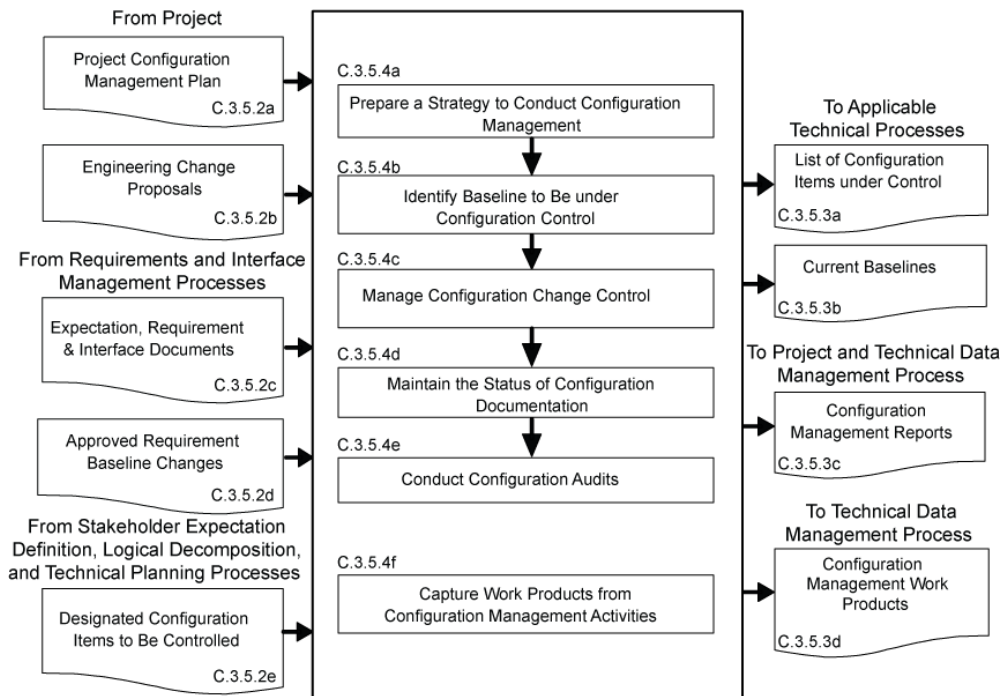 From Project
Project Configuration
Management Plan
C.3.5.2a
Engineering Change
Proposals
C.3.5.2b
From Requirements and Interface
Management Processes
Expectation, Requirement
& Interface Documents
C.3.5.2c
Approved Requirement
Baseline Changes
C.3.5.2d
From Stakeholder Expectation
Definition, Logical Decomposition,
and Technical Planning Processes
Designated Configuration
Items to Be Controlled
C.3.5.2e
C.3.5.4a
Prepare a Strategy to Conduct Configuration
Management
C.3.5.4b
Identify Baseline to Be under
Configuration Control
C.3.5.4c
Manage Configuration Change Control
C.3.5.4d
Maintain the Status of Configuration
Documentation
C.3.5.4e
Conduct Configuration Audits
C.3.5.4f
Capture Work Products from
Configuration Management Activities
To Applicable
Technical Processes
List of Configuration
Items under Control
C.3.5.3a
Current Baselines
C.3.5.3b
To Project and Technical Data
Management Process
Configuration
Management Reports
C.3.5.3c
To Technical Data
Management Process
Configuration
Management Work
Products
C.3.5.3d